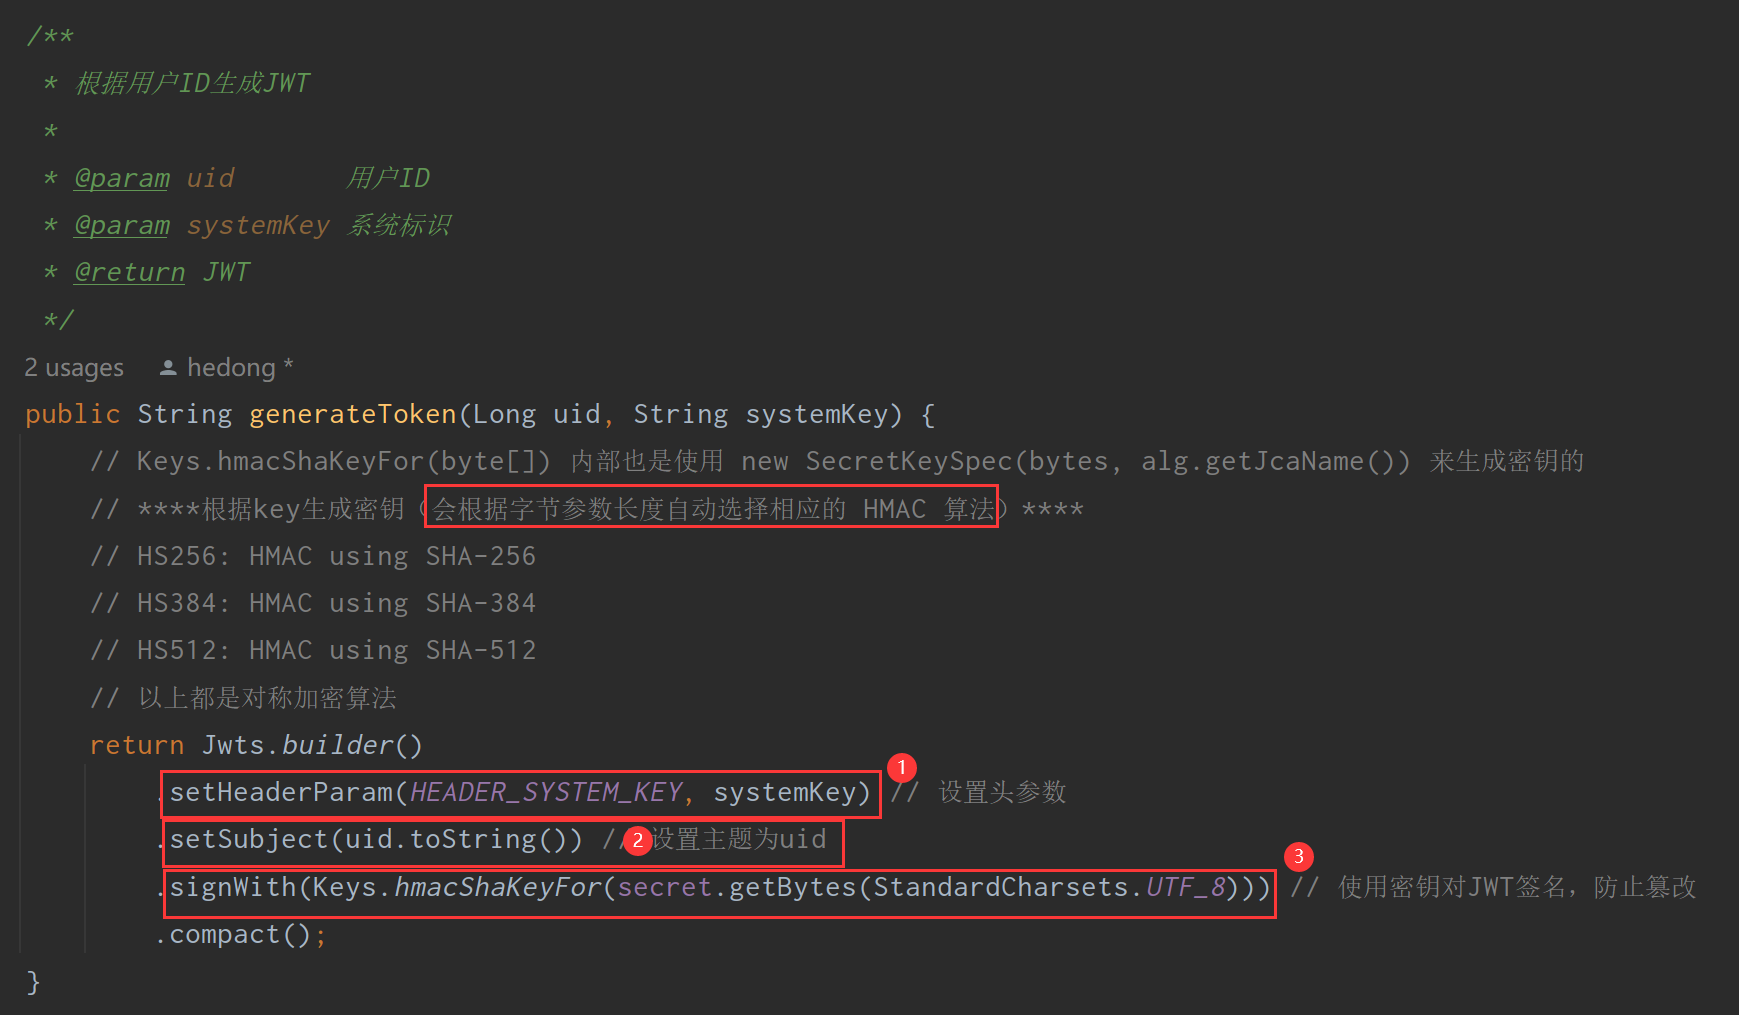 /**
* 根据用户ID生成JWT
*
* @param uid 用户ID
* @param systemKey 系统标识
* @return JWT
*/
2 usages hedong *
public String generateToken(Long uid, String systemKey) {
// Keys.hmacShaKeyFor(byte[]) 内部也是使用 new SecretKeySpec(bytes, alg.getJcaName()) 来生成密钥的
// ****根据key生成密钥（会根据字节参数长度自动选择相应的 HMAC 算法）****
// HS256: HMAC using SHA-256
// HS384: HMAC using SHA-384
// HS512: HMAC using SHA-512
// 以上都是对称加密算法
return Jwts.builder()
.setHeaderParam(HEADER_SYSTEM_KEY, systemKey) 1 // 设置头参数
.setSubject(uid.toString()) // 2 设置主题为uid
.signWith(Keys.hmacShaKeyFor(secret.getBytes(StandardCharsets.UTF_8))) 3 // 使用密钥对JWT签名，防止篡改
.compact();
}